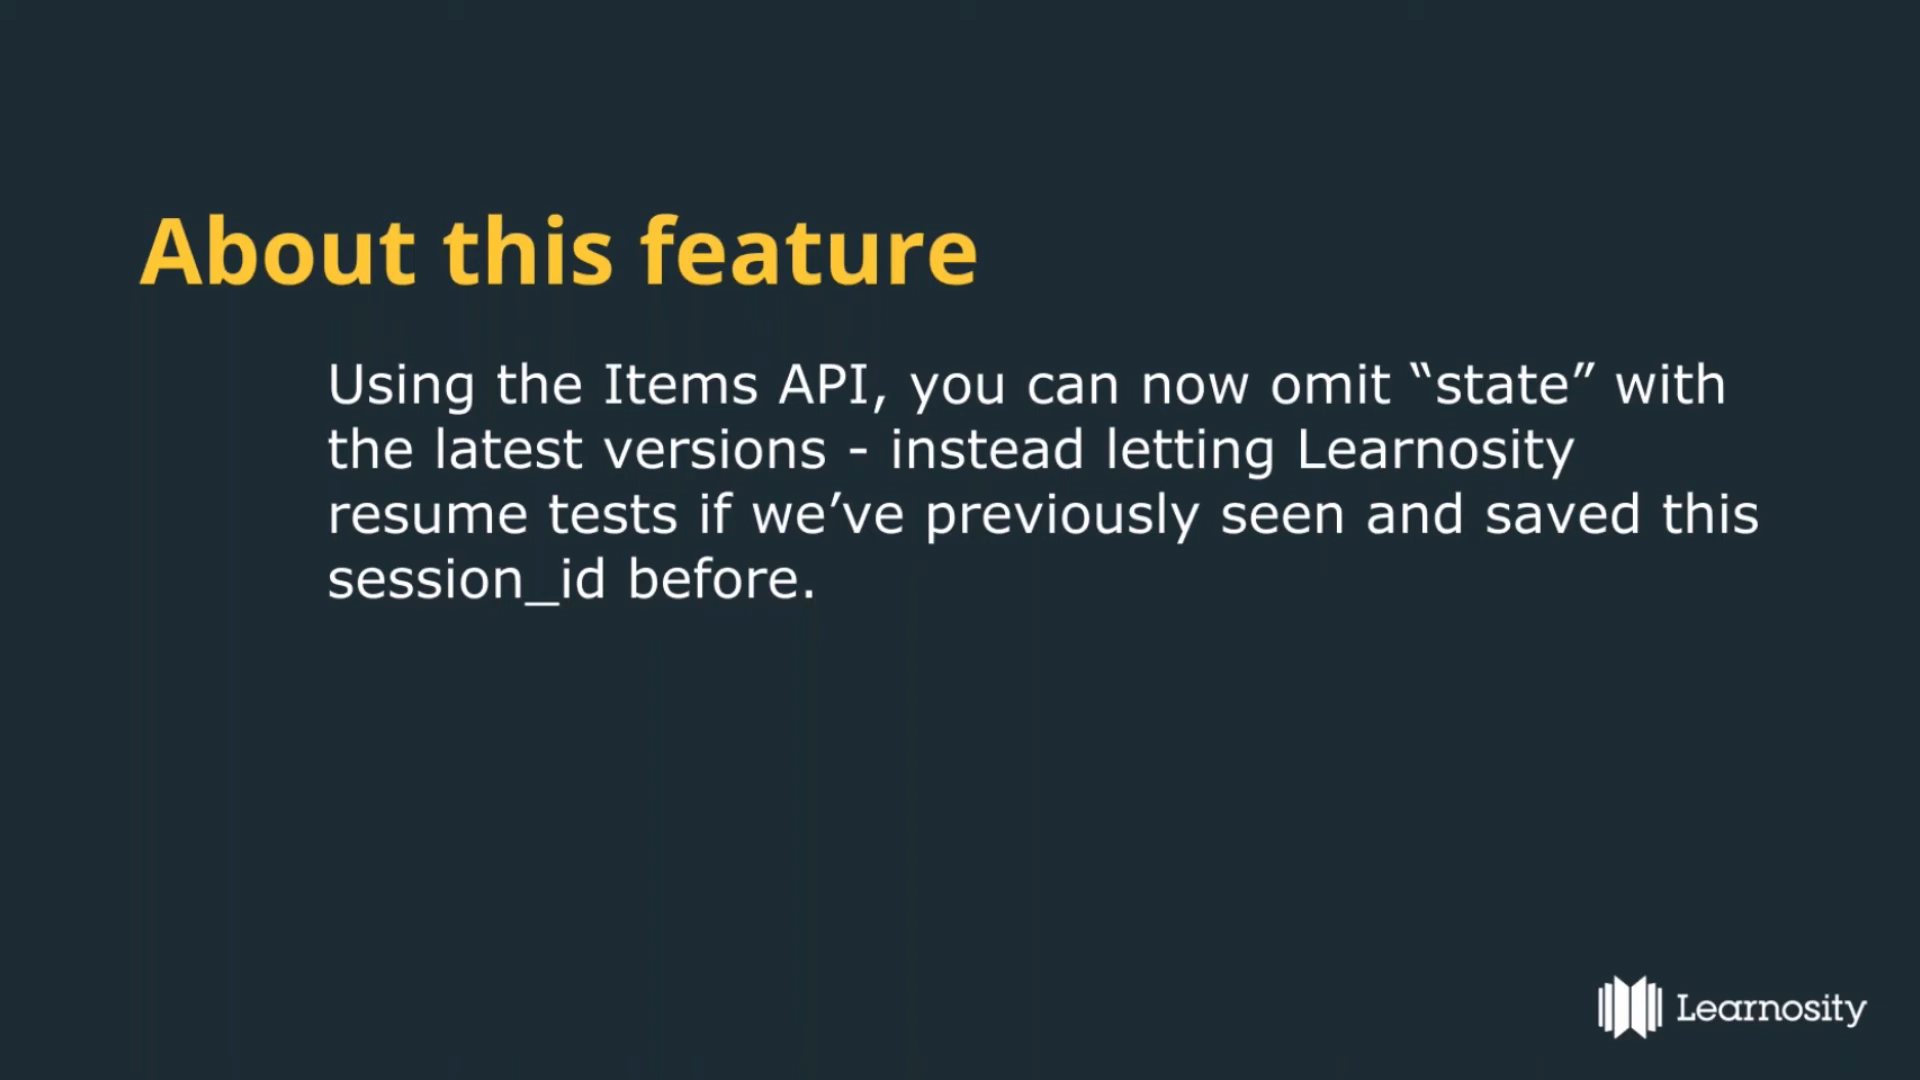 About this feature
Using the Items API, you can now omit “state” with
the latest versions - instead letting Learnosity
resume tests if we’ve previously seen and saved this
session_id before.
Learnosity